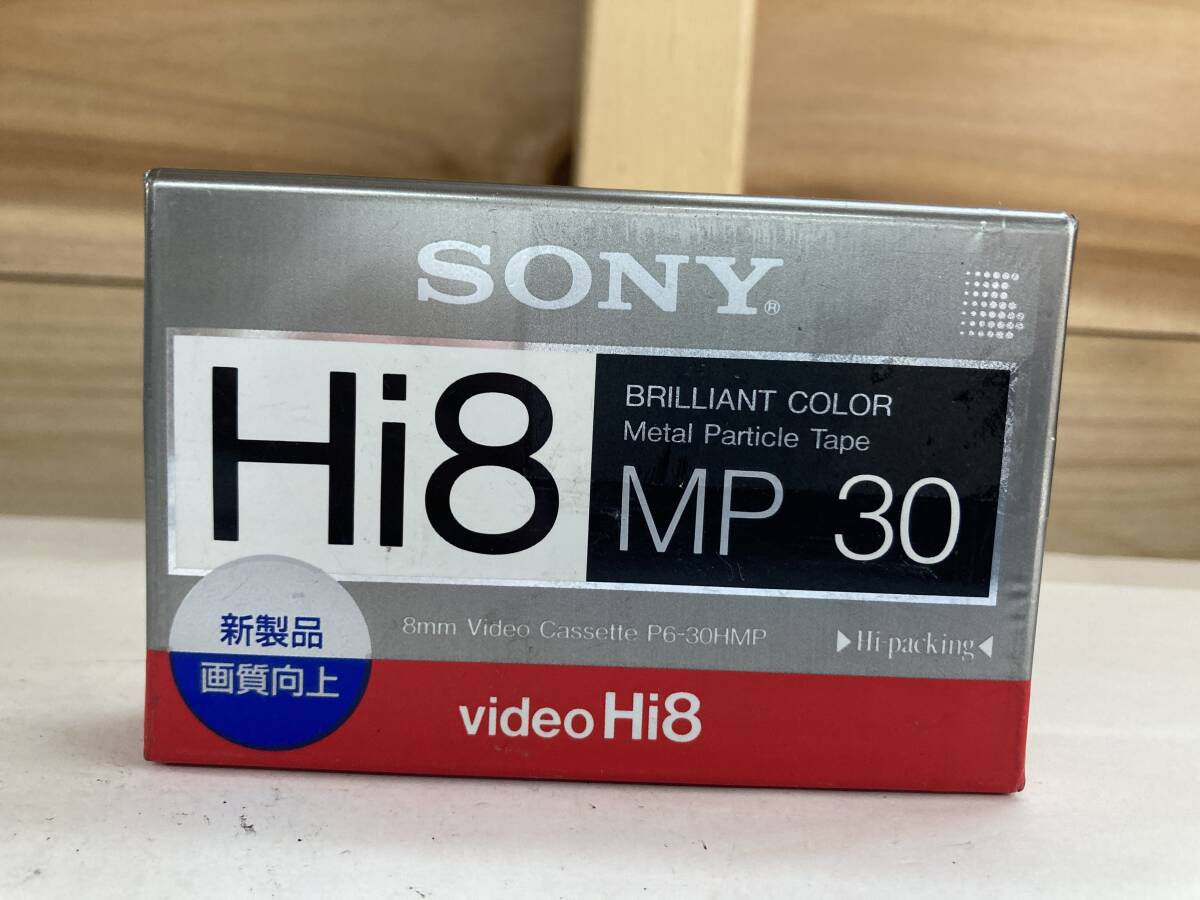 SONY®
Hi8
BRILLIANT COLOR
Metal Particle Tape
MP 30
8mm Video Cassette P6-30HMP
▶Hi-packing◀
新製品
画質向上
video Hi8